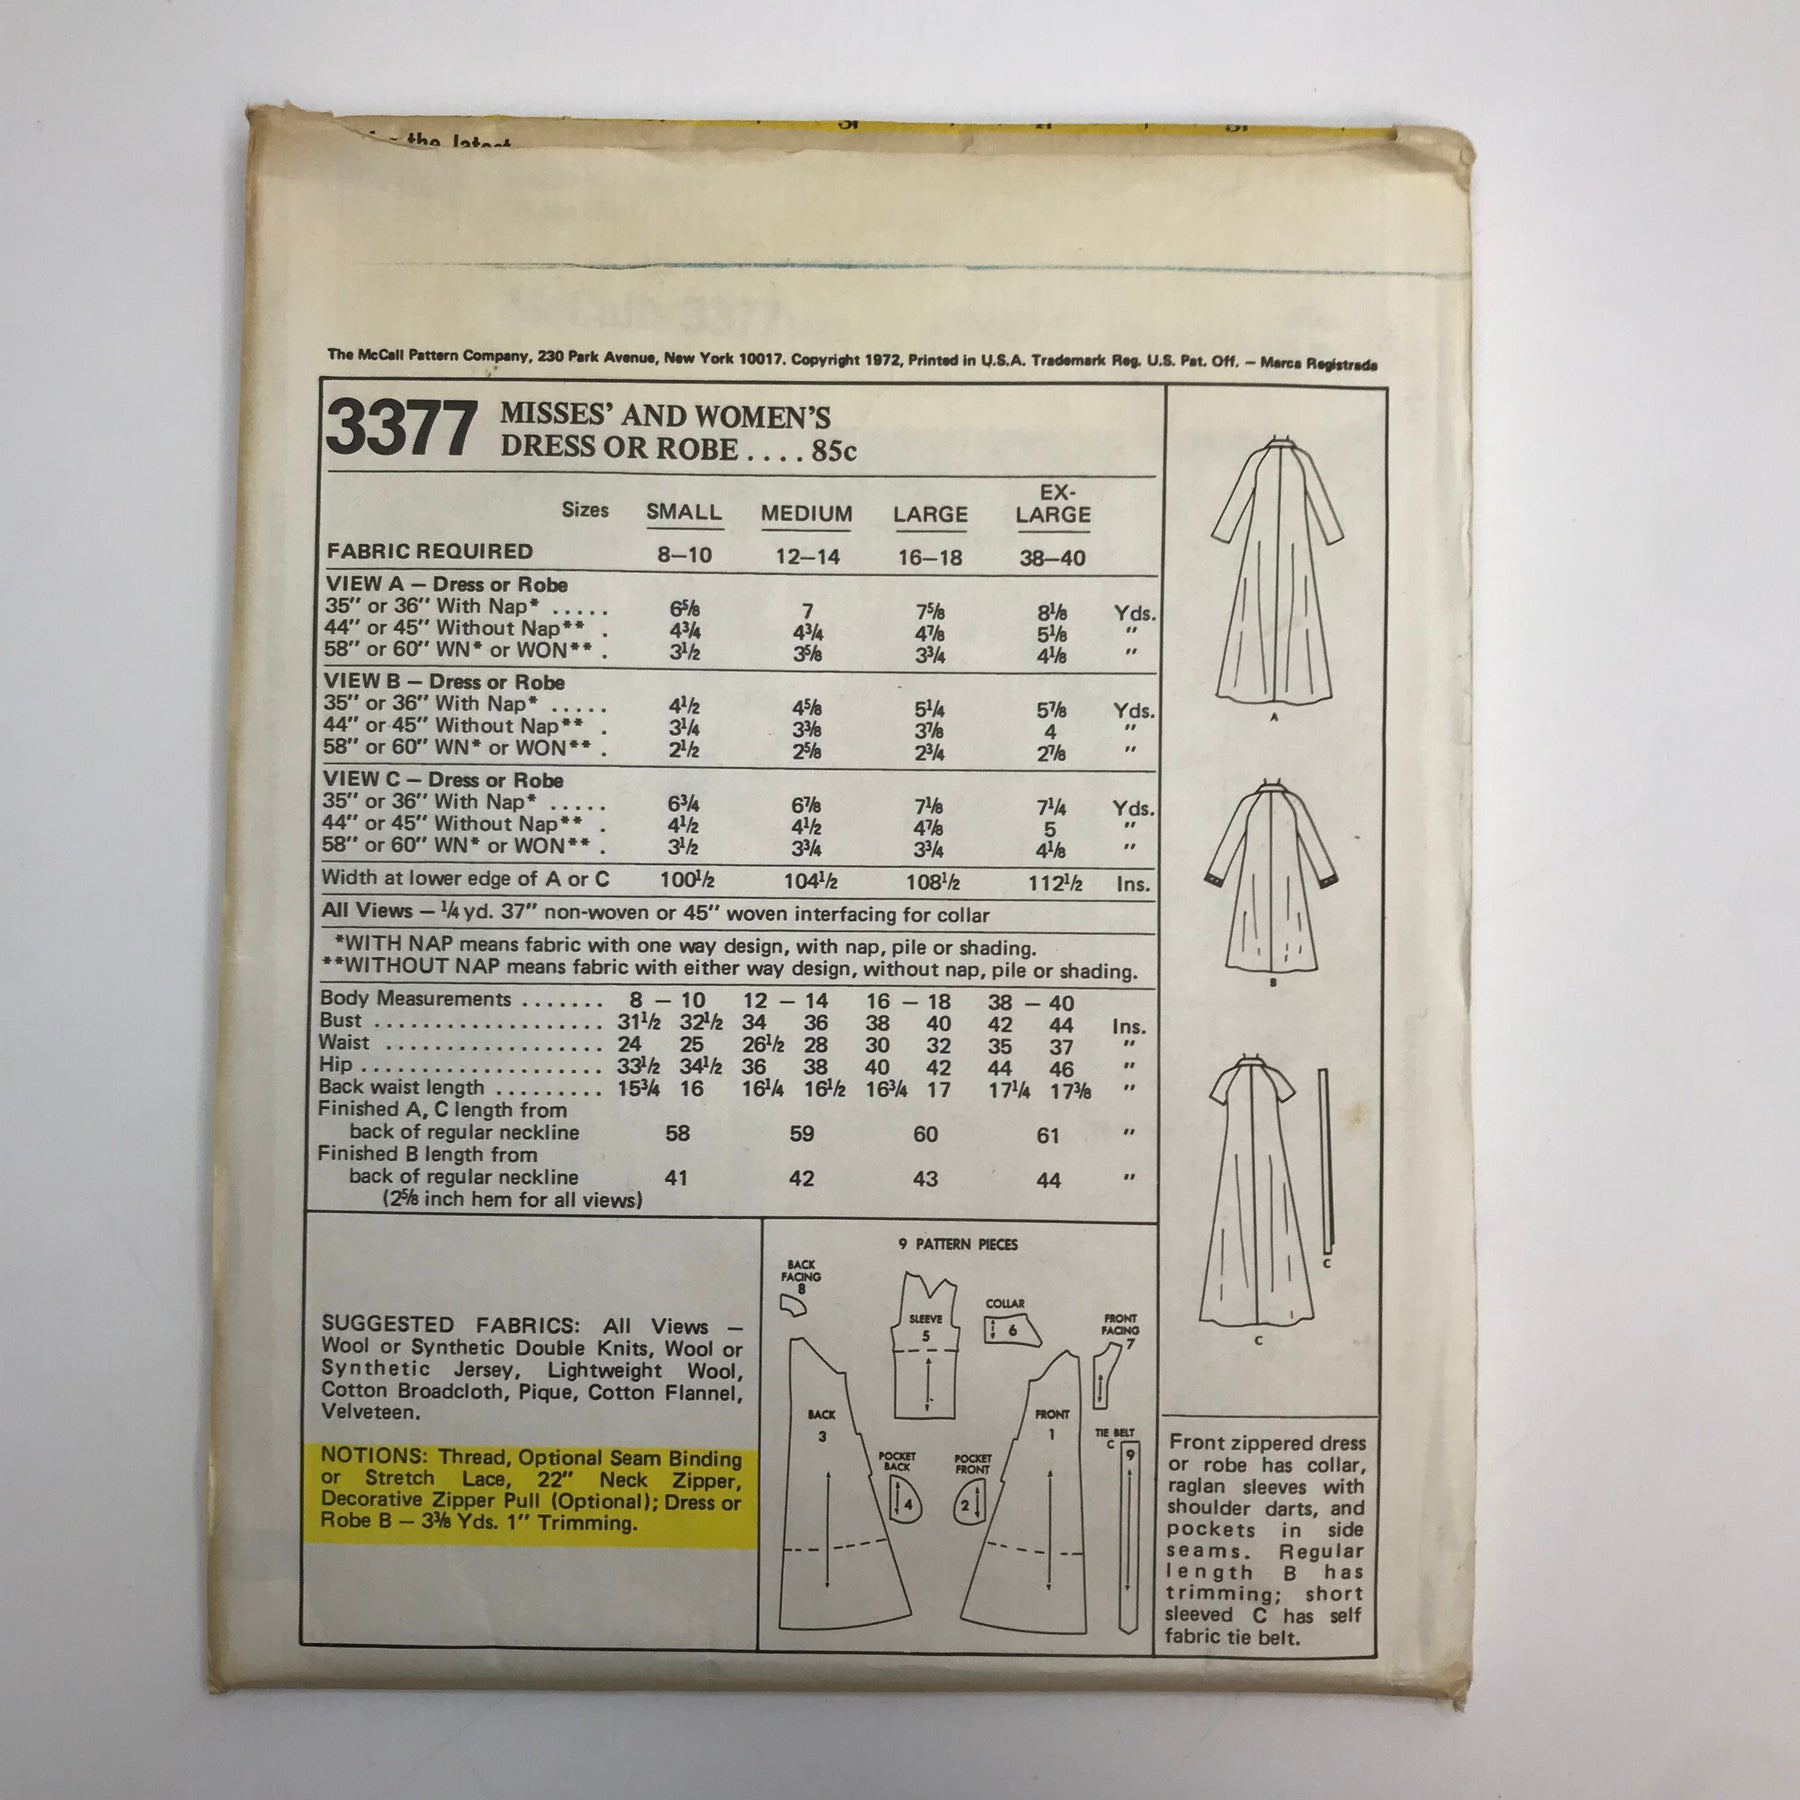 the latest
The McCall Pattern Company, 230 Park Avenue, New York 10017. Copyright 1972, Printed in U.S.A. Trademark Reg. U.S. Pat. Off. — Marca Registrada
3377 MISSES' AND WOMEN'S
DRESS OR ROBE .... 85c
Sizes SMALL MEDIUM LARGE EX-LARGE
FABRIC REQUIRED 8–10 12–14 16–18 38–40
VIEW A — Dress or Robe
35" or 36" With Nap* ..... 6⅝ 7 7⅝ 8⅛ Yds.
44" or 45" Without Nap** . 4¾ 4¾ 4⅞ 5⅛ "
58" or 60" WN* or WON** . 3½ 3⅝ 3¾ 4⅛ "
VIEW B — Dress or Robe
35" or 36" With Nap* ..... 4½ 4⅝ 5¼ 5⅞ Yds.
44" or 45" Without Nap** . 3¼ 3⅜ 3⅞ 4 "
58" or 60" WN* or WON** . 2½ 2⅝ 2¾ 2⅞ "
VIEW C — Dress or Robe
35" or 36" With Nap* ..... 6¾ 6⅞ 7⅛ 7¼ Yds.
44" or 45" Without Nap** . 4½ 4½ 4⅞ 5 "
58" or 60" WN* or WON** . 3½ 3¾ 3¾ 4⅛ "
Width at lower edge of A or C 100½ 104½ 108½ 112½ Ins.
All Views — ¼ yd. 37" non-woven or 45" woven interfacing for collar
*WITH NAP means fabric with one way design, with nap, pile or shading.
**WITHOUT NAP means fabric with either way design, without nap, pile or shading.
Body Measurements ....... 8 — 10 12 — 14 16 — 18 38 — 40
Bust ................... 31½ 32½ 34 36 38 40 42 44 Ins.
Waist .................. 24 25 26½ 28 30 32 35 37 "
Hip .................... 33½ 34½ 36 38 40 42 44 46 "
Back waist length ......... 15¾ 16 16¼ 16½ 16¾ 17 17¼ 17⅜ "
Finished A, C length from
back of regular neckline 58 59 60 61 "
Finished B length from
back of regular neckline 41 42 43 44 "
(2⅝ inch hem for all views)
SUGGESTED FABRICS: All Views —
Wool or Synthetic Double Knits, Wool or
Synthetic Jersey, Lightweight Wool,
Cotton Broadcloth, Pique, Cotton Flannel,
Velveteen.
NOTIONS: Thread, Optional Seam Binding
or Stretch Lace, 22" Neck Zipper,
Decorative Zipper Pull (Optional); Dress or
Robe B — 3⅜ Yds. 1" Trimming.
9 PATTERN PIECES
BACK
FACING
8
SLEEVE
5
COLLAR
6
FRONT
FACING
7
BACK
3
POCKET
BACK
4
POCKET
FRONT
2
FRONT
1
TIE BELT
C
9
A
B
C
C
Front zippered dress
or robe has collar,
raglan sleeves with
shoulder darts, and
pockets in side
seams. Regular
length B has
trimming; short
sleeved C has self
fabric tie belt.